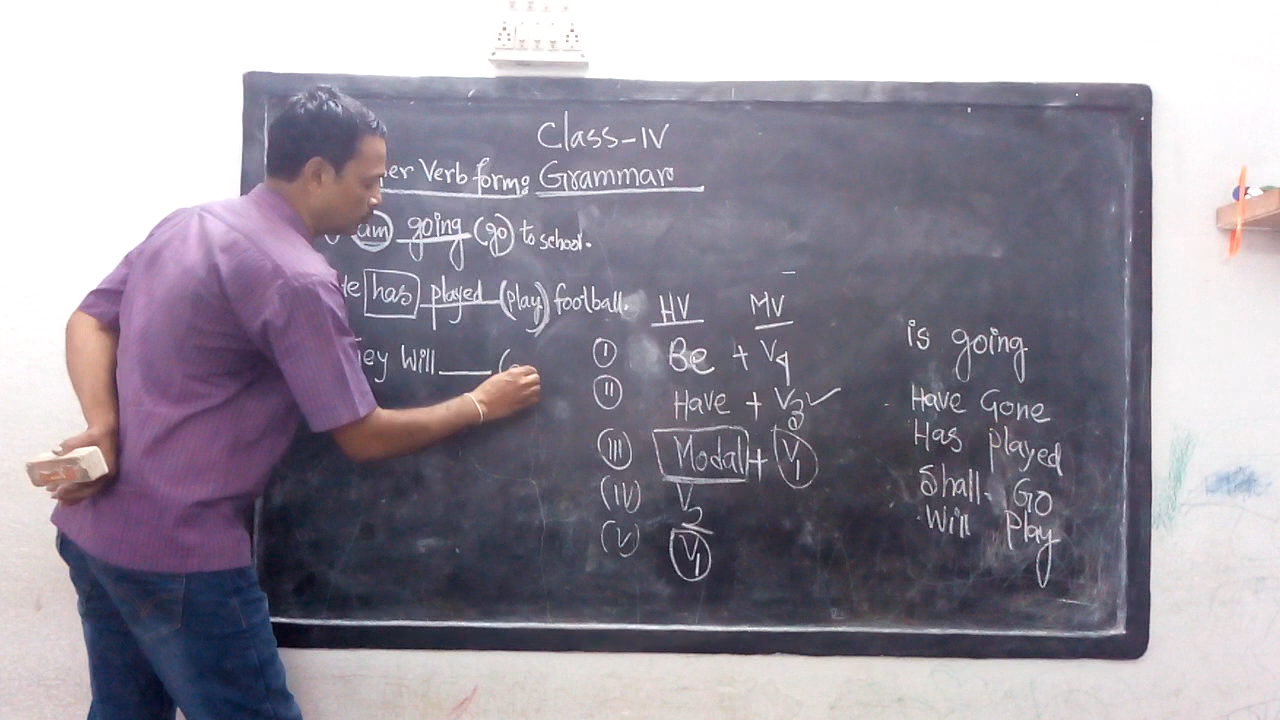 Class-IV
er Verb form: Grammar
am going (go) to school.
has played (play) football.
ey Will ____ (
HV MV
(I) Be + V4
(II) Have + V3 ✓
(III) Modal + V1
(IV) V2
(V) V1
is going
Have Gone
Has played
Shall- Go
Will Play